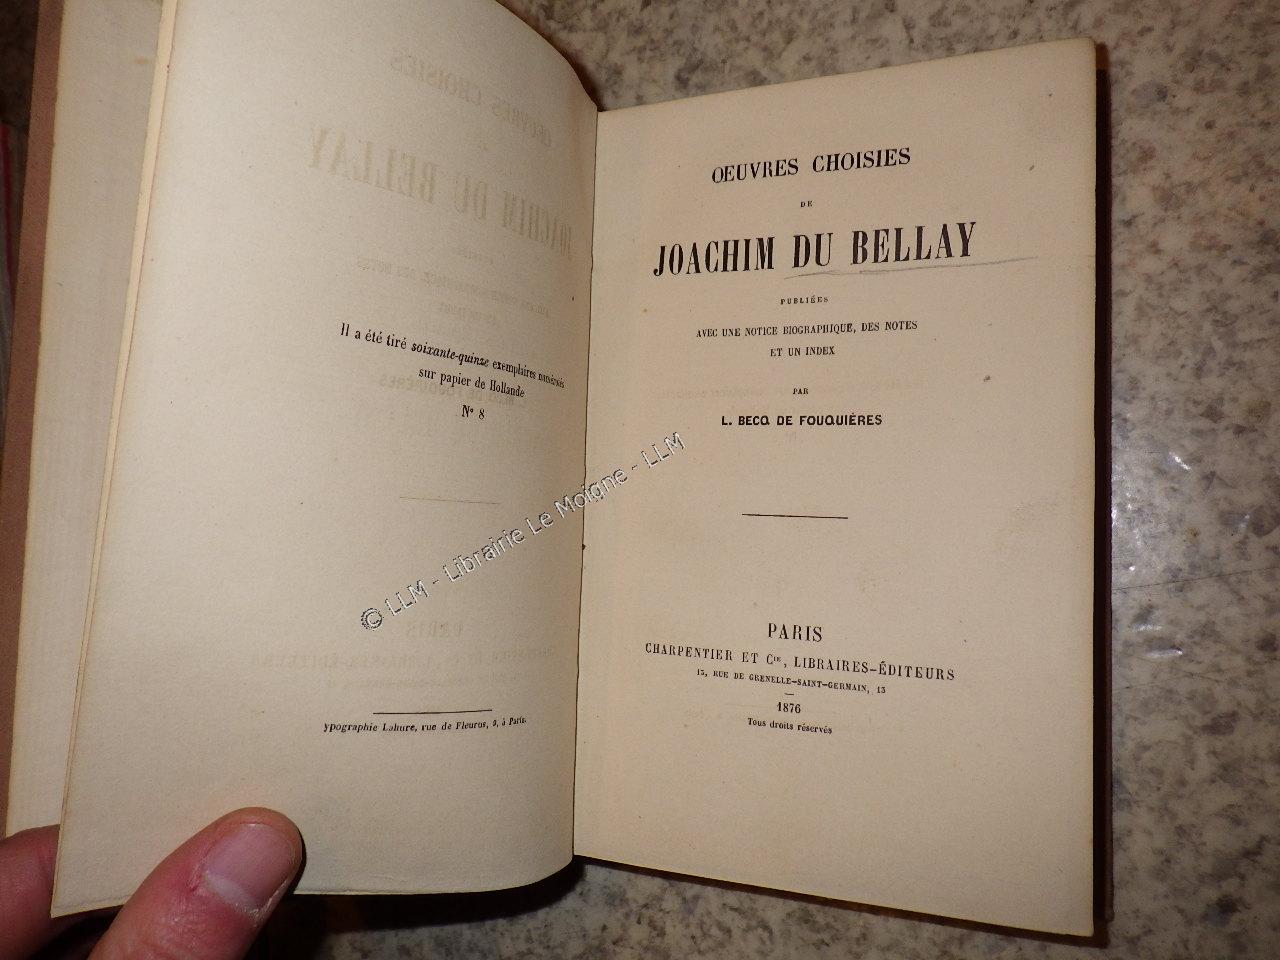 Il a été tiré soixante-quinze exemplaires numérotés
sur papier de Hollande
N° 8
ypographie Lahure, rue de Fleurus, 9, à Paris.
OEUVRES CHOISIES
DE
JOACHIM DU BELLAY
PUBLIÉES
AVEC UNE NOTICE BIOGRAPHIQUE, DES NOTES
ET UN INDEX
PAR
L. BECQ DE FOUQUIÈRES
PARIS
CHARPENTIER ET Cie, LIBRAIRES-ÉDITEURS
13, RUE DE GRENELLE-SAINT-GERMAIN, 13
1876
Tous droits réservés
© LLM - Librairie Le Moigne - LLM